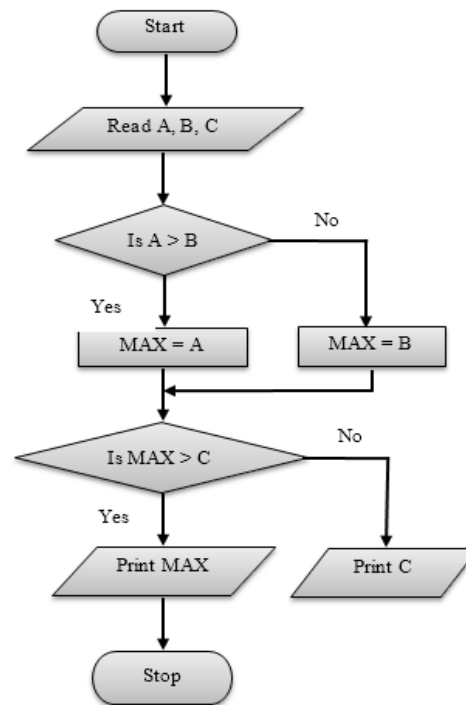 Start
Read A, B, C
Is A > B
No
Yes
MAX = A
MAX = B
Is MAX > C
No
Yes
Print MAX
Print C
Stop